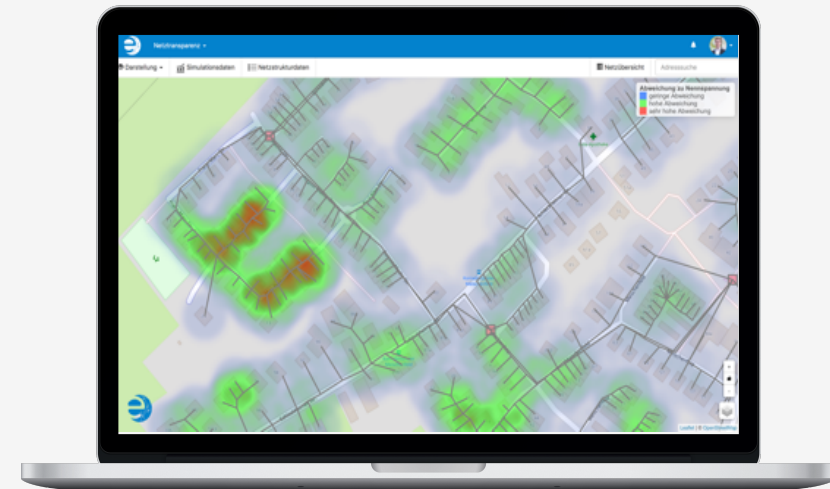 Netztransparenz
Darstellung
Simulationsdaten
Netzstrukturdaten
Netzübersicht
Adresssuche
Abweichung zu Nennspannung
geringe Abweichung
hohe Abweichung
sehr hohe Abweichung
Leaflet | © OpenStreetMap